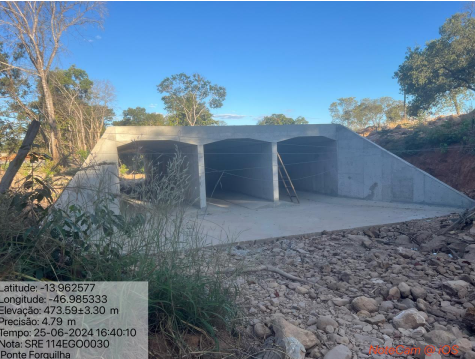 Latitude: -13.962577
Longitude: -46.985333
Elevação: 473.59±3.30 m
Precisão: 4.79 m
Tempo: 25-06-2024 16:40:10
Nota: SRE 114EGO0030
Ponte Forquilha